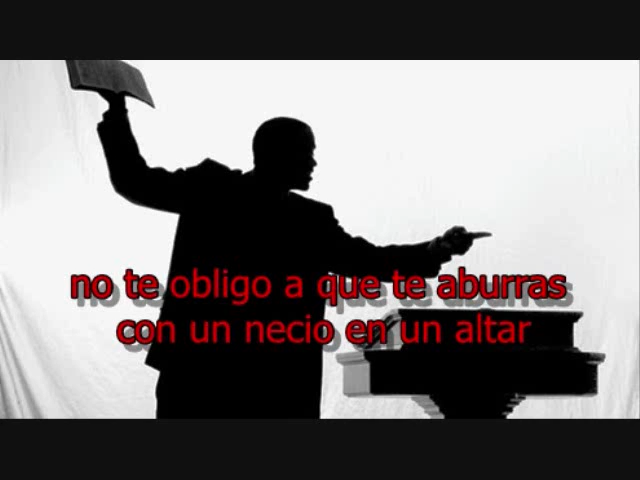 no te obligo a que te aburras
con un necio en un altar